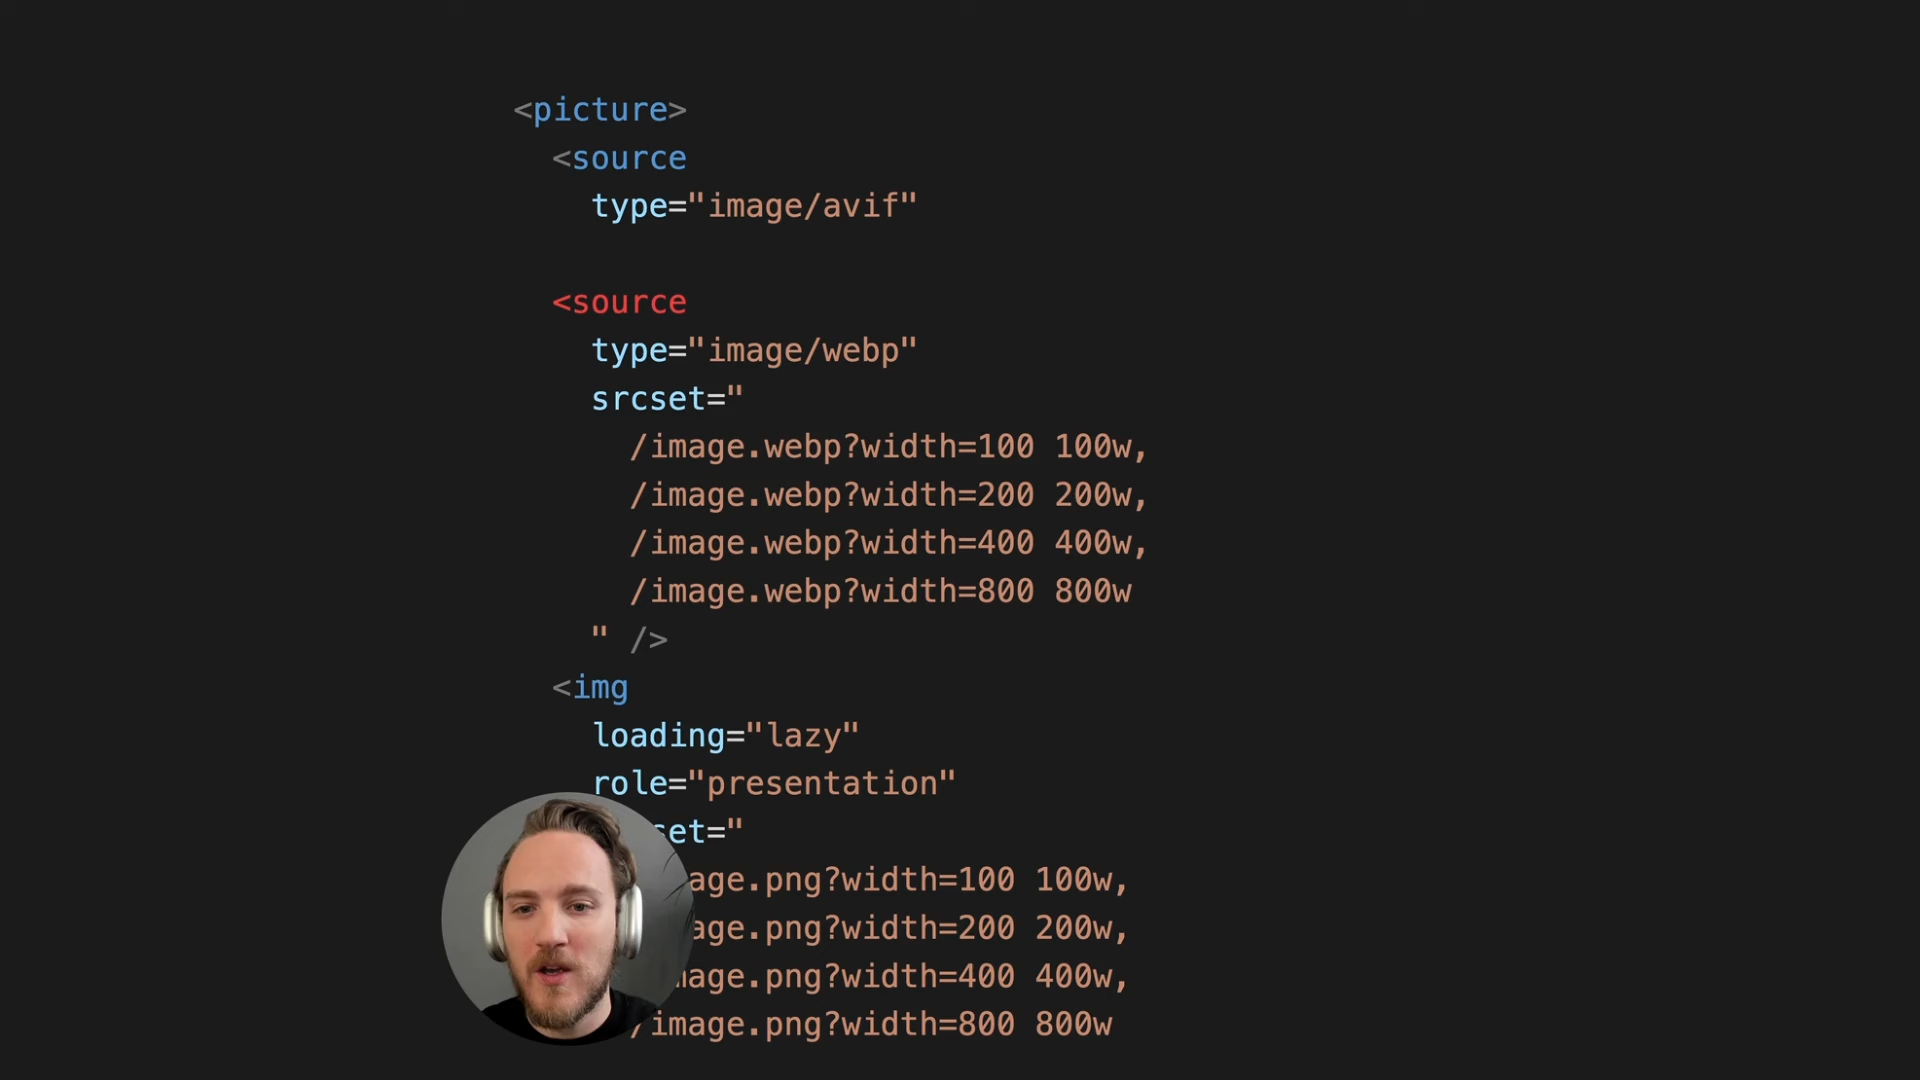 <picture>
<source
type="image/avif"
<source
type="image/webp"
srcset="
/image.webp?width=100 100w,
/image.webp?width=200 200w,
/image.webp?width=400 400w,
/image.webp?width=800 800w
" />
<img
loading="lazy"
role="presentation"
set="
age.png?width=100 100w,
age.png?width=200 200w,
mage.png?width=400 400w,
/image.png?width=800 800w